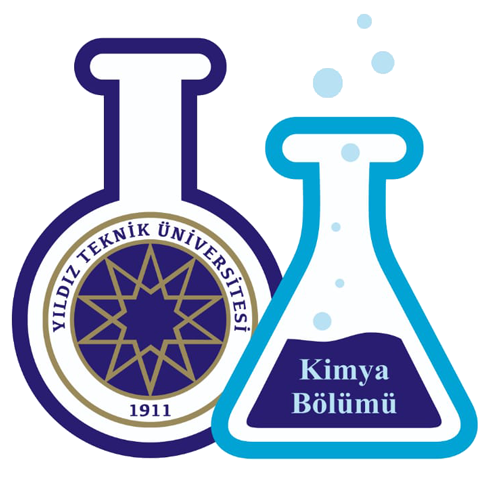 YILDIZ TEKNİK ÜNİVERSİTESİ
1911
Kimya
Bölümü